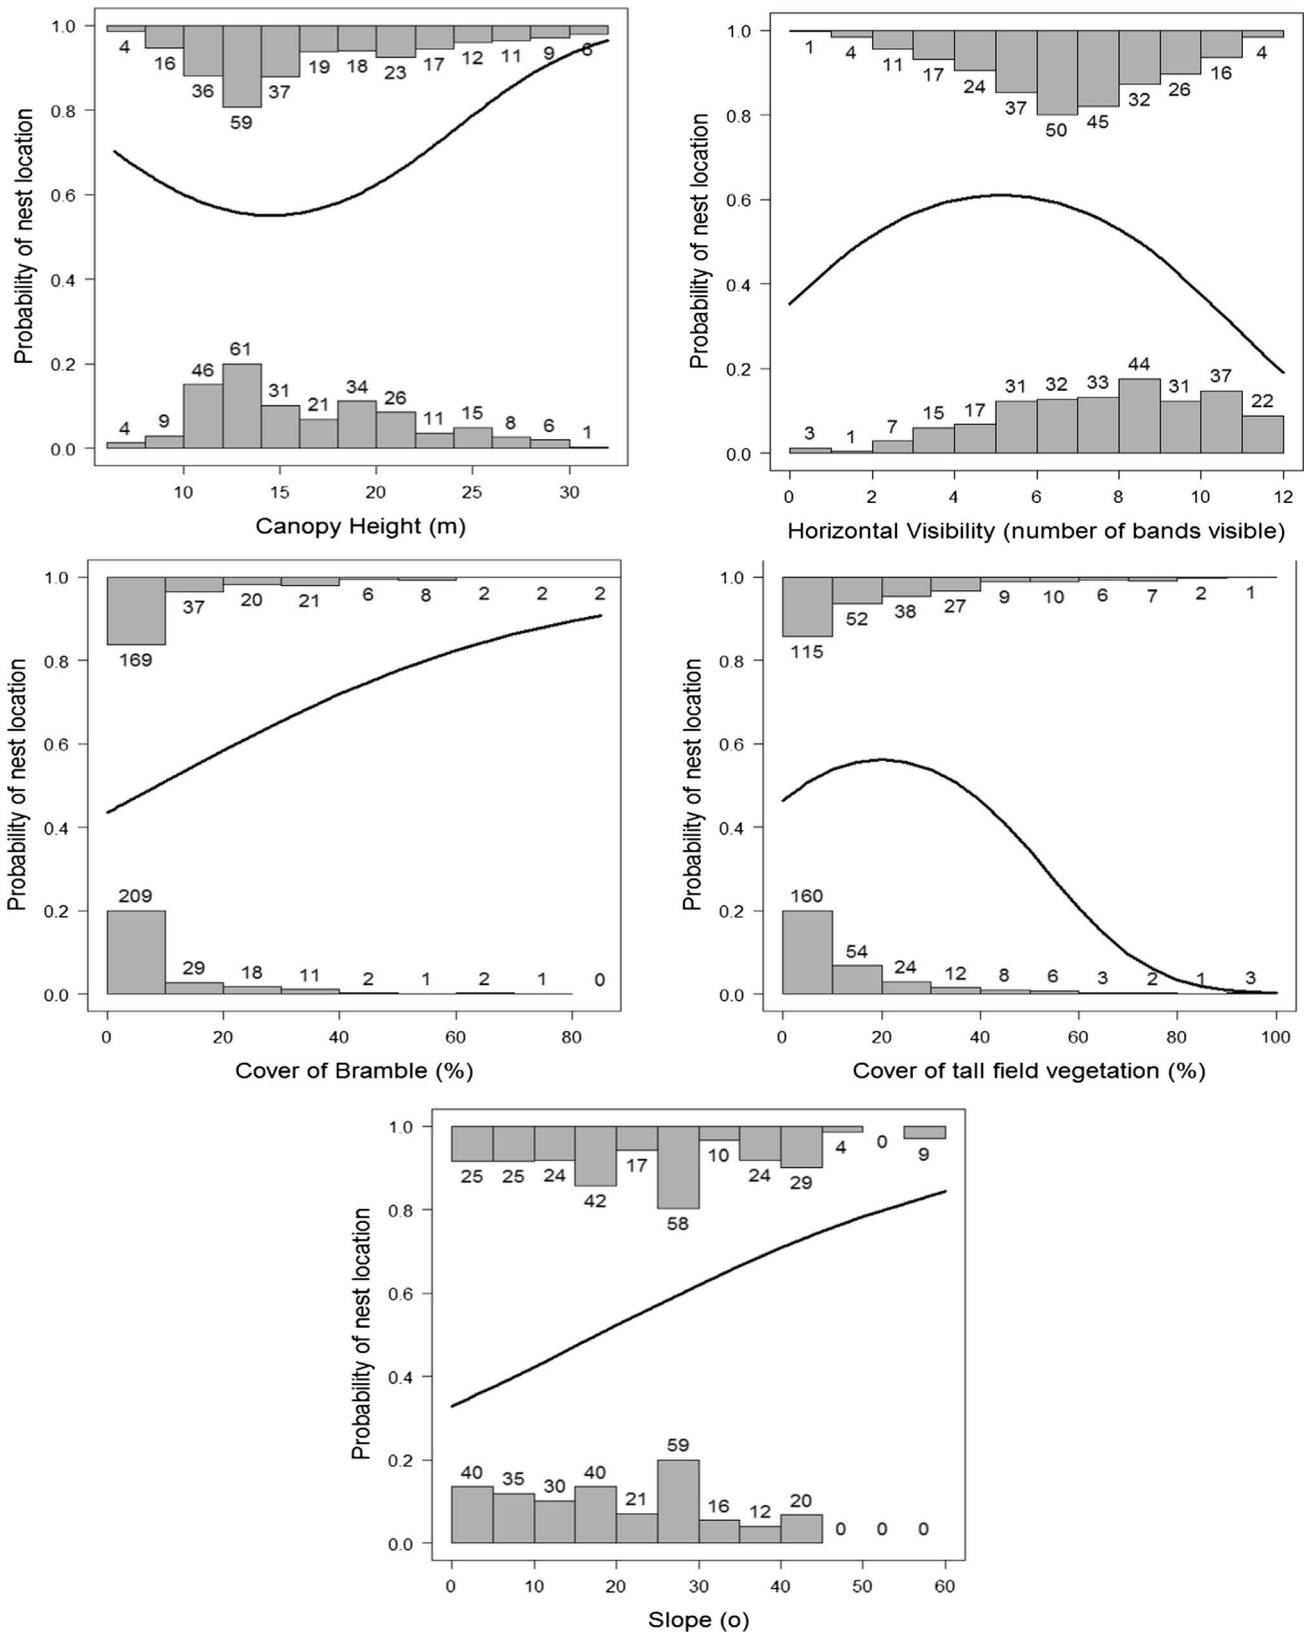 1.0
0.8
0.6
0.4
0.2
0.0
Probability of nest location
4 16 36 59 37 19 18 23 17 12 11 9 6
4 9 46 61 31 21 34 26 11 15 8 6 1
10 15 20 25 30
Canopy Height (m)
1.0
0.8
0.6
0.4
0.2
0.0
Probability of nest location
1 4 11 17 24 37 50 45 32 26 16 4
3 1 7 15 17 31 32 33 44 31 37 22
0 2 4 6 8 10 12
Horizontal Visibility (number of bands visible)
1.0
0.8
0.6
0.4
0.2
0.0
Probability of nest location
169 37 20 21 6 8 2 2 2
209 29 18 11 2 1 2 1 0
0 20 40 60 80
Cover of Bramble (%)
1.0
0.8
0.6
0.4
0.2
0.0
Probability of nest location
115 52 38 27 9 10 6 7 2 1
160 54 24 12 8 6 3 2 1 3
0 20 40 60 80 100
Cover of tall field vegetation (%)
1.0
0.8
0.6
0.4
0.2
0.0
Probability of nest location
25 25 24 42 17 58 10 24 29 4 0 9
40 35 30 40 21 59 16 12 20 0 0 0
0 10 20 30 40 50 60
Slope (o)